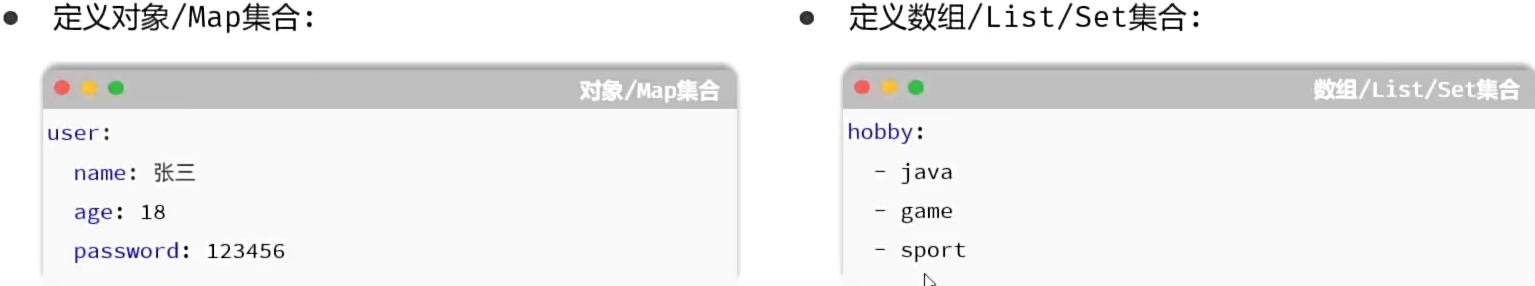 定义对象/Map集合:
对象/Map集合
user:
name: 张三
age: 18
password: 123456
定义数组/List/Set集合:
数组/List/Set集合
hobby:
- java
- game
- sport